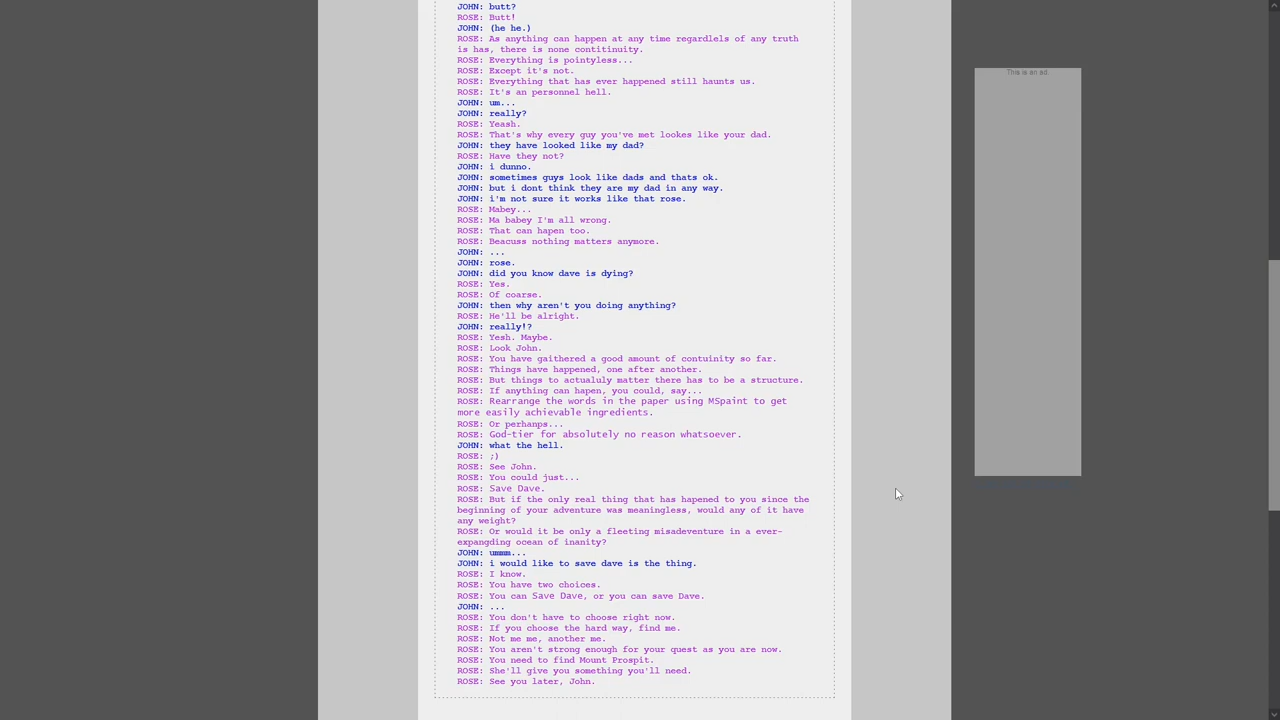 JOHN: butt?
ROSE: Butt!
JOHN: (he he.)
ROSE: As anything can happen at any time regardlels of any truth
is has, there is none contitinuity.
ROSE: Everything is pointyless...
ROSE: Except it's not.
ROSE: Everything that has ever happened still haunts us.
ROSE: It's an personnel hell.
JOHN: um...
JOHN: really?
ROSE: Yeash.
ROSE: That's why every guy you've met lookes like your dad.
JOHN: they have looked like my dad?
ROSE: Have they not?
JOHN: i dunno.
JOHN: sometimes guys look like dads and thats ok.
JOHN: but i dont think they are my dad in any way.
JOHN: i'm not sure it works like that rose.
ROSE: Mabey...
ROSE: Ma babey I'm all wrong.
ROSE: That can hapen too.
ROSE: Beacuss nothing matters anymore.
JOHN: ...
JOHN: rose.
JOHN: did you know dave is dying?
ROSE: Yes.
ROSE: Of coarse.
JOHN: then why aren't you doing anything?
ROSE: He'll be alright.
JOHN: really!?
ROSE: Yesh. Maybe.
ROSE: Look John.
ROSE: You have gaithered a good amount of contuinity so far.
ROSE: Things have happened, one after another.
ROSE: But things to actualuly matter there has to be a structure.
ROSE: If anything can hapen, you could, say...
ROSE: Rearrange the words in the paper using MSpaint to get
more easily achievable ingredients.
ROSE: Or perhanps...
ROSE: God-tier for absolutely no reason whatsoever.
JOHN: what the hell.
ROSE: ;)
ROSE: See John.
ROSE: You could just...
ROSE: Save Dave.
ROSE: But if the only real thing that has hapened to you since the
beginning of your adventure was meaningless, would any of it have
any weight?
ROSE: Or would it be only a fleeting misadeventure in a ever-
expangding ocean of inanity?
JOHN: ummm...
JOHN: i would like to save dave is the thing.
ROSE: I know.
ROSE: You have two choices.
ROSE: You can Save Dave, or you can save Dave.
JOHN: ...
ROSE: You don't have to choose right now.
ROSE: If you choose the hard way, find me.
ROSE: Not me me, another me.
ROSE: You aren't strong enough for your quest as you are now.
ROSE: You need to find Mount Prospit.
ROSE: She'll give you something you'll need.
ROSE: See you later, John.
This is an ad.